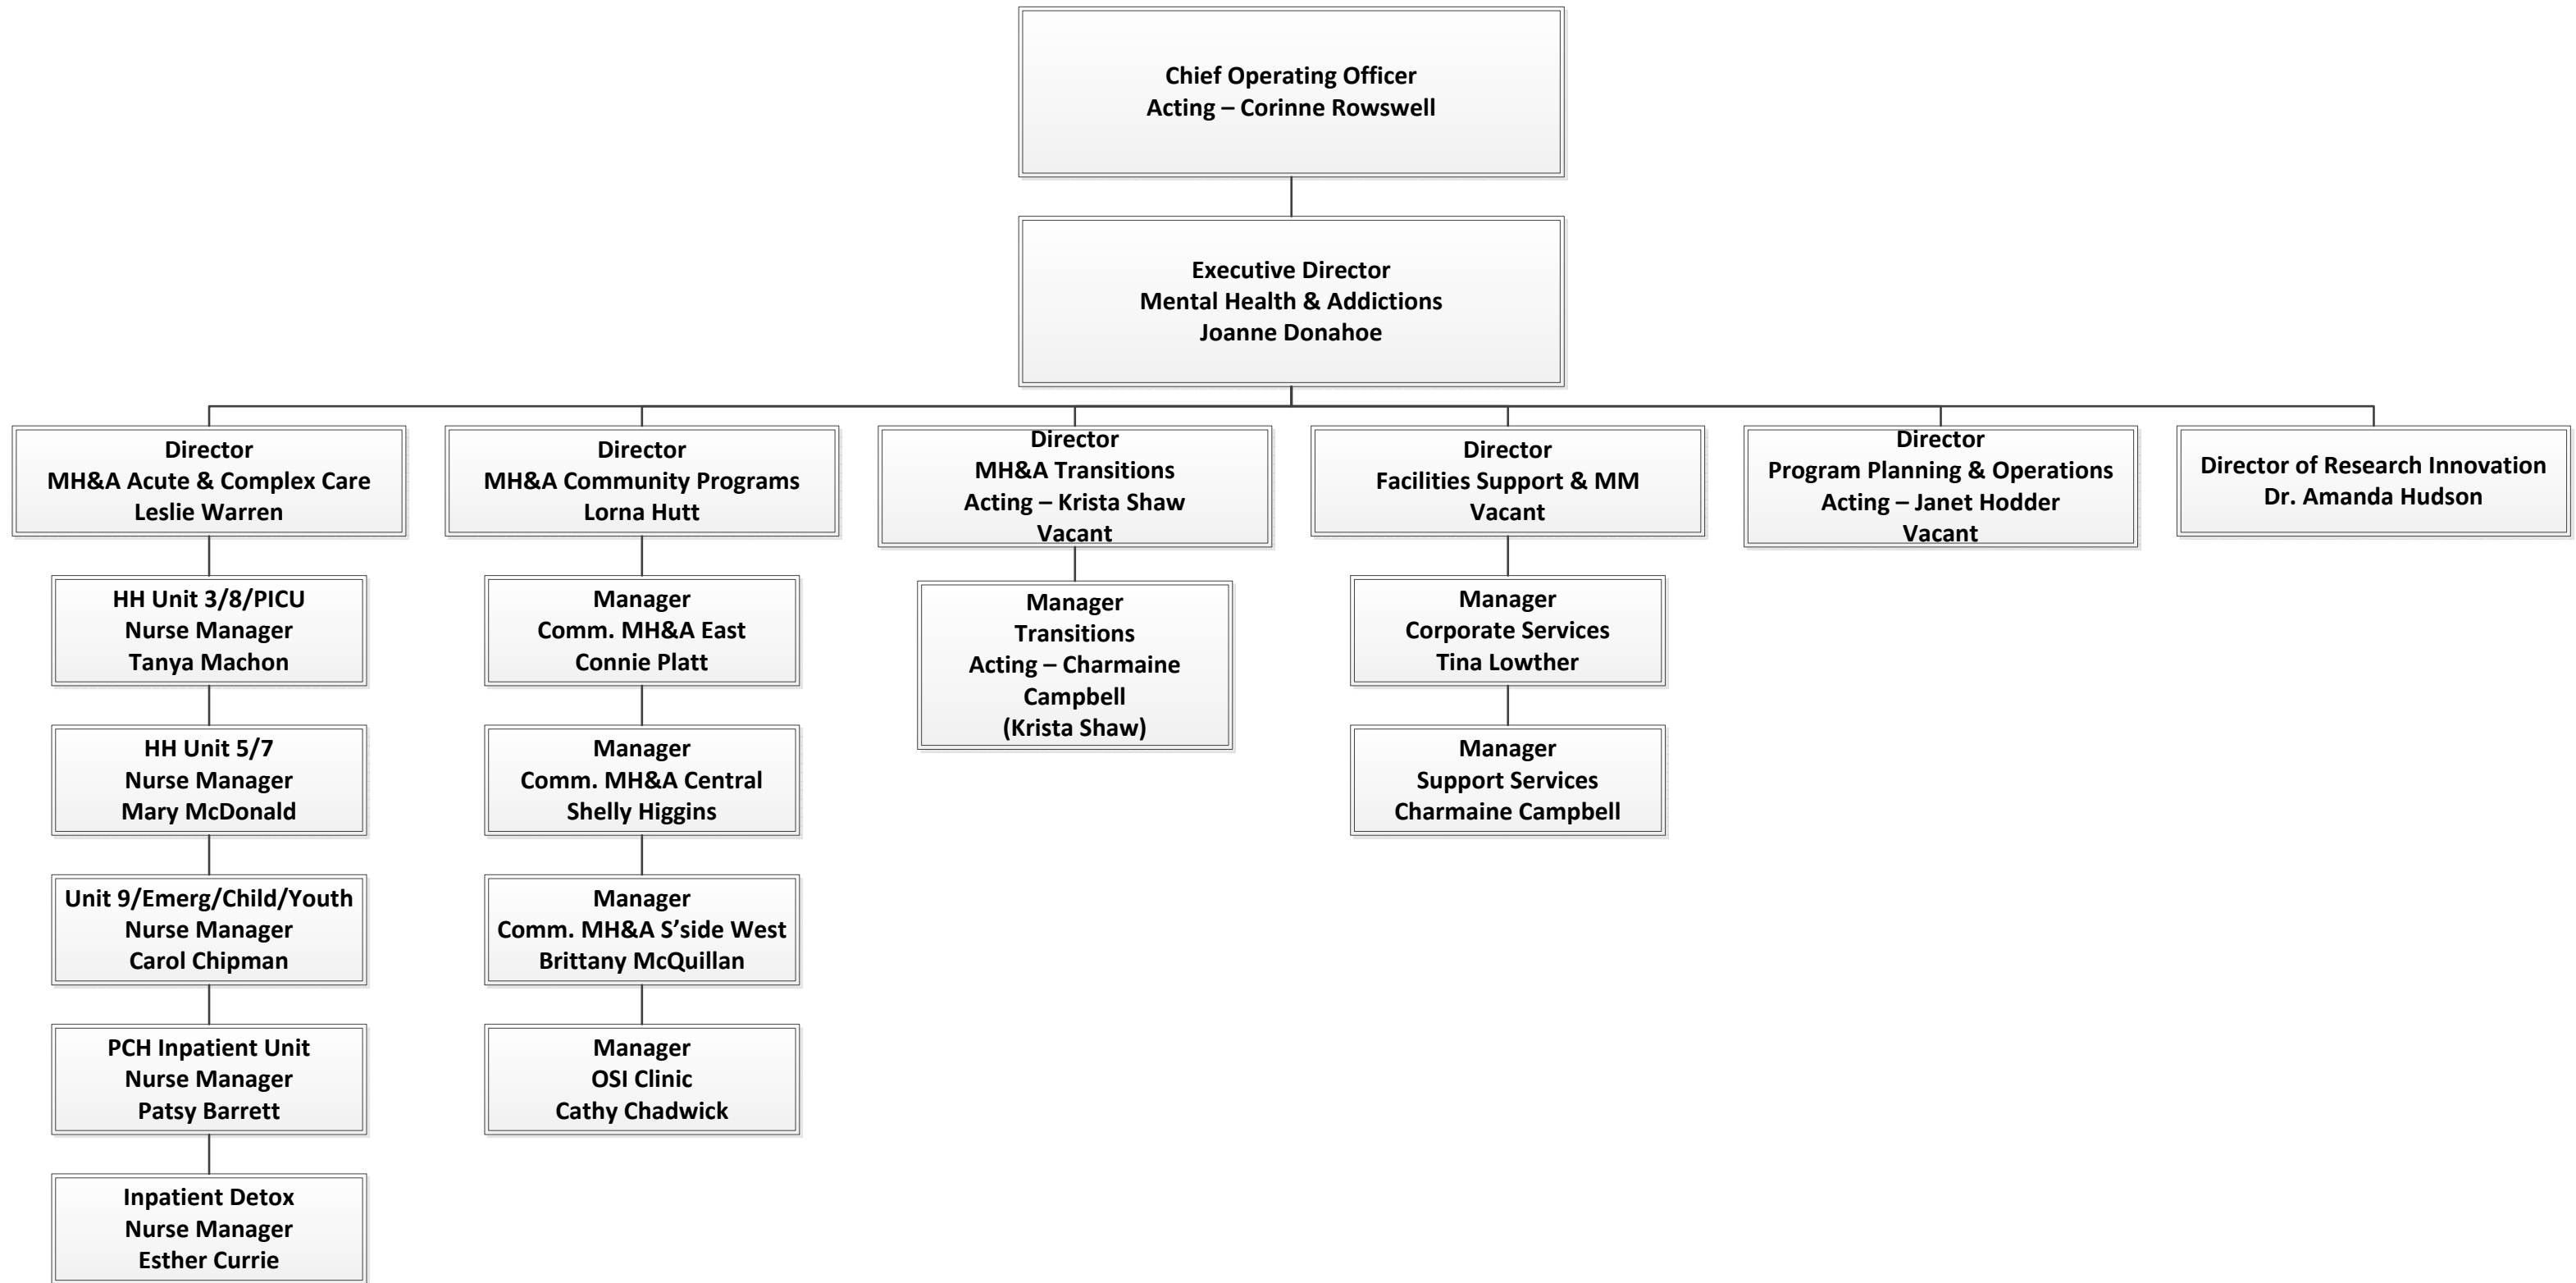 Chief Operating Officer
Acting – Corinne Rowswell
Executive Director
Mental Health & Addictions
Joanne Donahoe
Director
MH&A Acute & Complex Care
Leslie Warren
HH Unit 3/8/PICU
Nurse Manager
Tanya Machon
HH Unit 5/7
Nurse Manager
Mary McDonald
Unit 9/Emerg/Child/Youth
Nurse Manager
Carol Chipman
PCH Inpatient Unit
Nurse Manager
Patsy Barrett
Inpatient Detox
Nurse Manager
Esther Currie
Director
MH&A Community Programs
Lorna Hutt
Manager
Comm. MH&A East
Connie Platt
Manager
Comm. MH&A Central
Shelly Higgins
Manager
Comm. MH&A S’side West
Brittany McQuillan
Manager
OSI Clinic
Cathy Chadwick
Director
MH&A Transitions
Acting – Krista Shaw
Vacant
Manager
Transitions
Acting – Charmaine
Campbell
(Krista Shaw)
Director
Facilities Support & MM
Vacant
Manager
Corporate Services
Tina Lowther
Manager
Support Services
Charmaine Campbell
Director
Program Planning & Operations
Acting – Janet Hodder
Vacant
Director of Research Innovation
Dr. Amanda Hudson